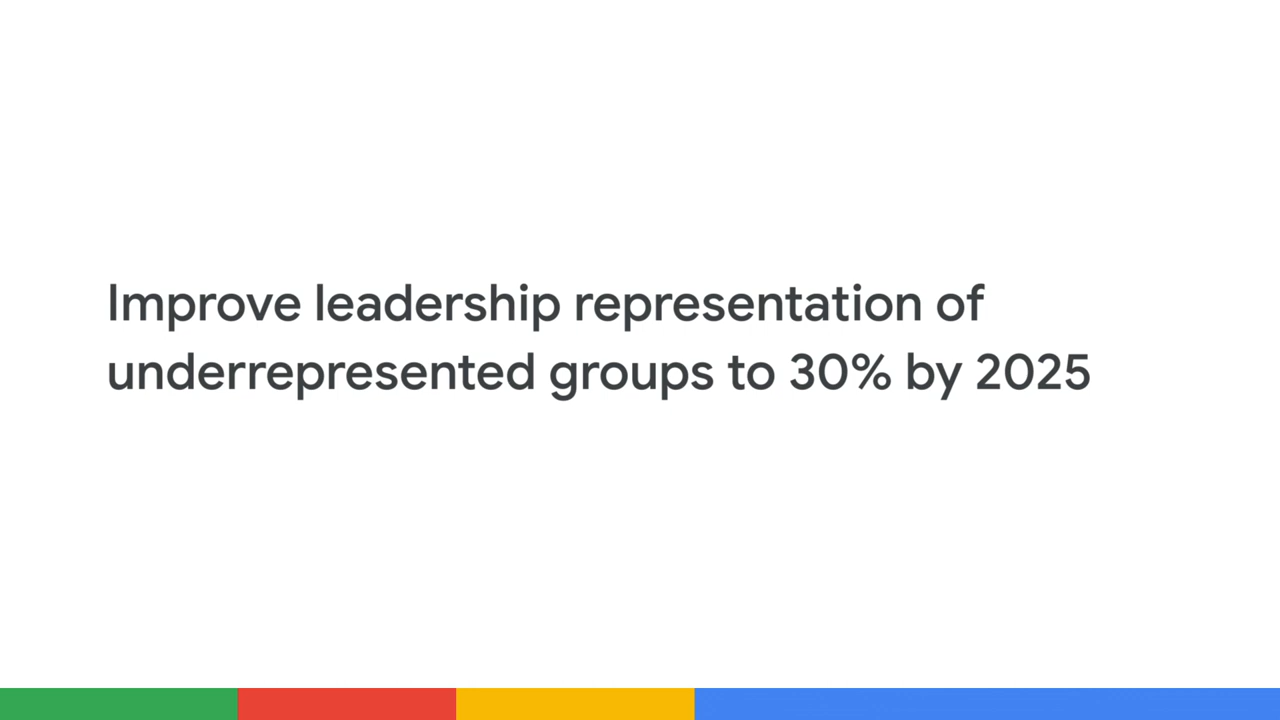 Improve leadership representation of
underrepresented groups to 30% by 2025